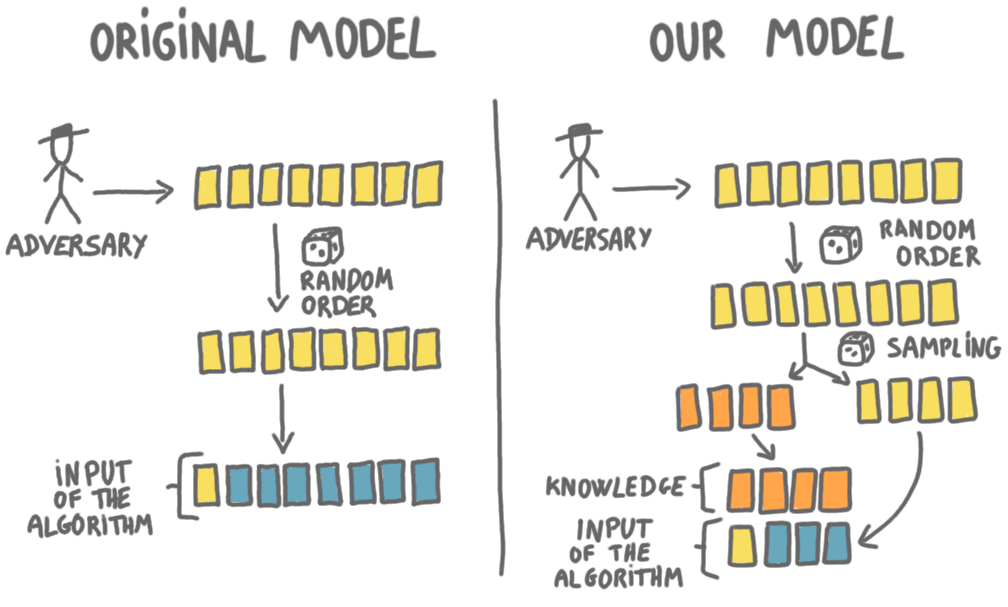 ORIGINAL MODEL
ADVERSARY
RANDOM
ORDER
INPUT
OF THE
ALGORITHM
OUR MODEL
ADVERSARY
RANDOM
ORDER
SAMPLING
KNOWLEDGE
INPUT
OF THE
ALGORITHM